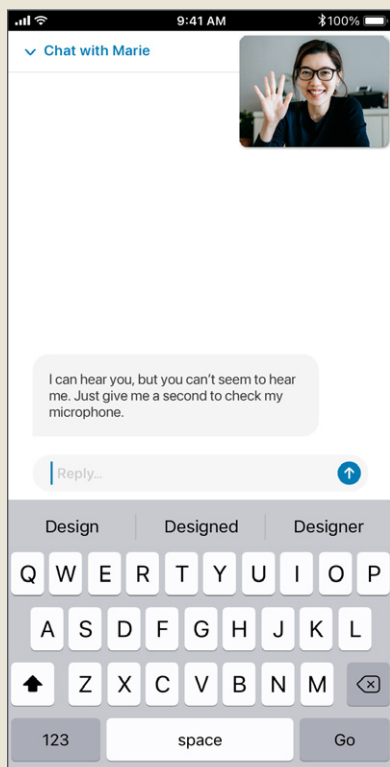 9:41 AM
100%
Chat with Marie
I can hear you, but you can’t seem to hear
me. Just give me a second to check my
microphone.
Reply...
Design Designed Designer
Q W E R T Y U I O P
A S D F G H J K L
Z X C V B N M
123 space Go